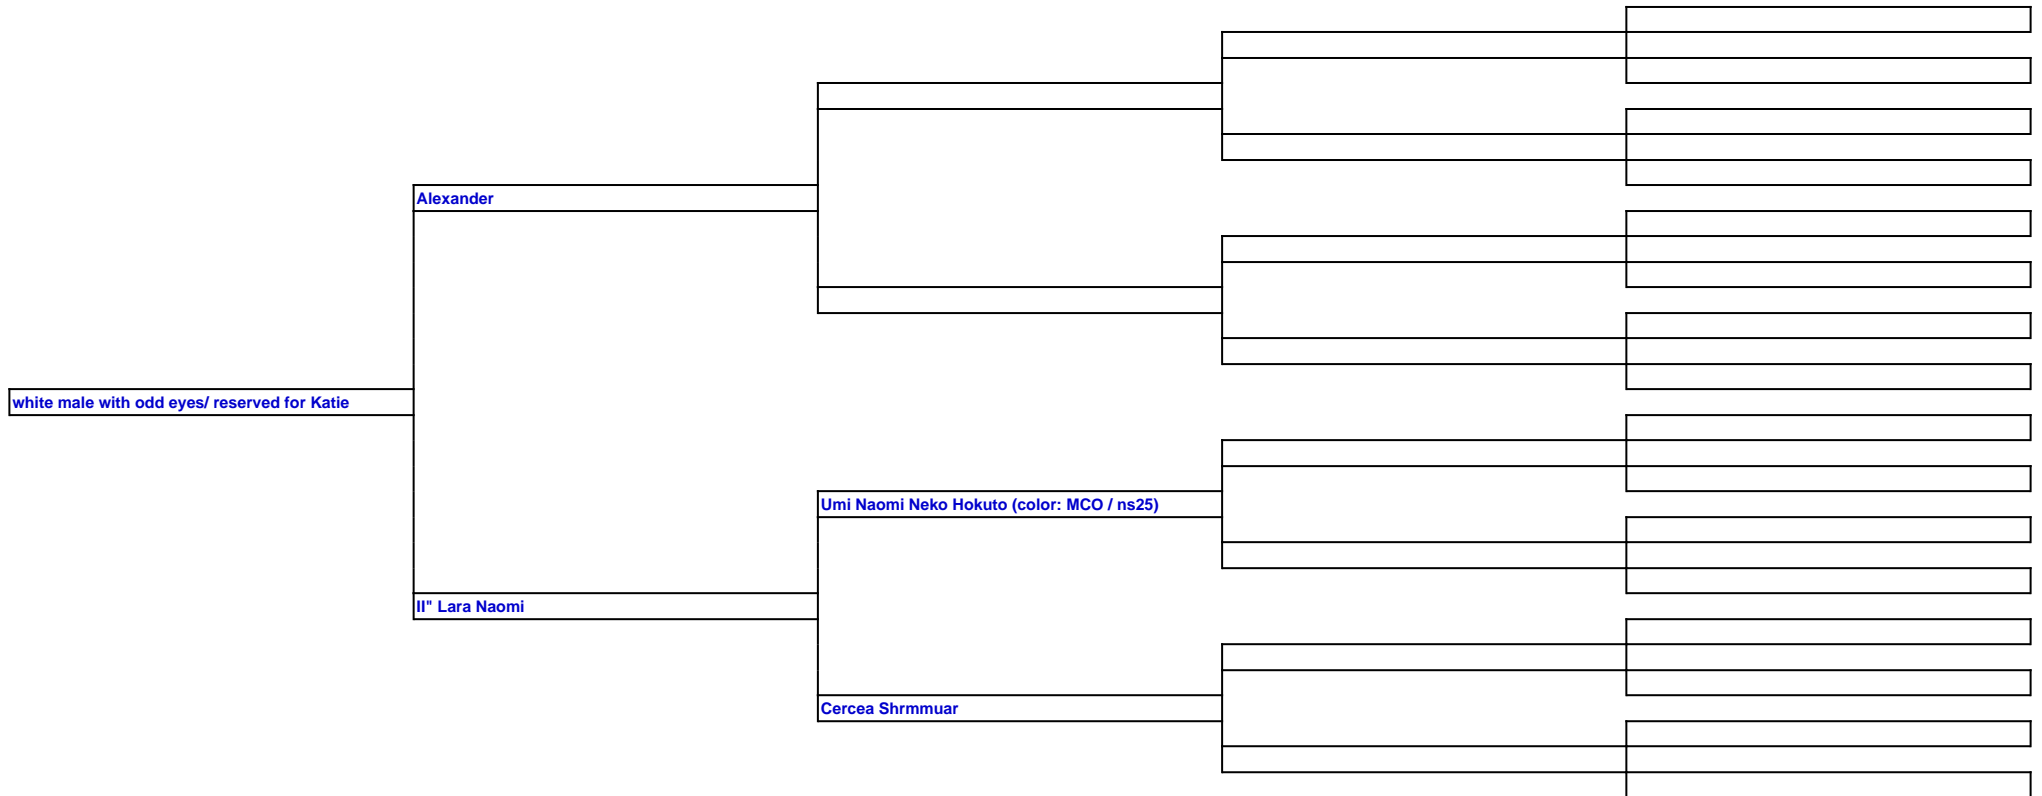 Alexander
white male with odd eyes/ reserved for Katie
Umi Naomi Neko Hokuto (color: MCO / ns25)
II" Lara Naomi
Cercea Shrmmuar